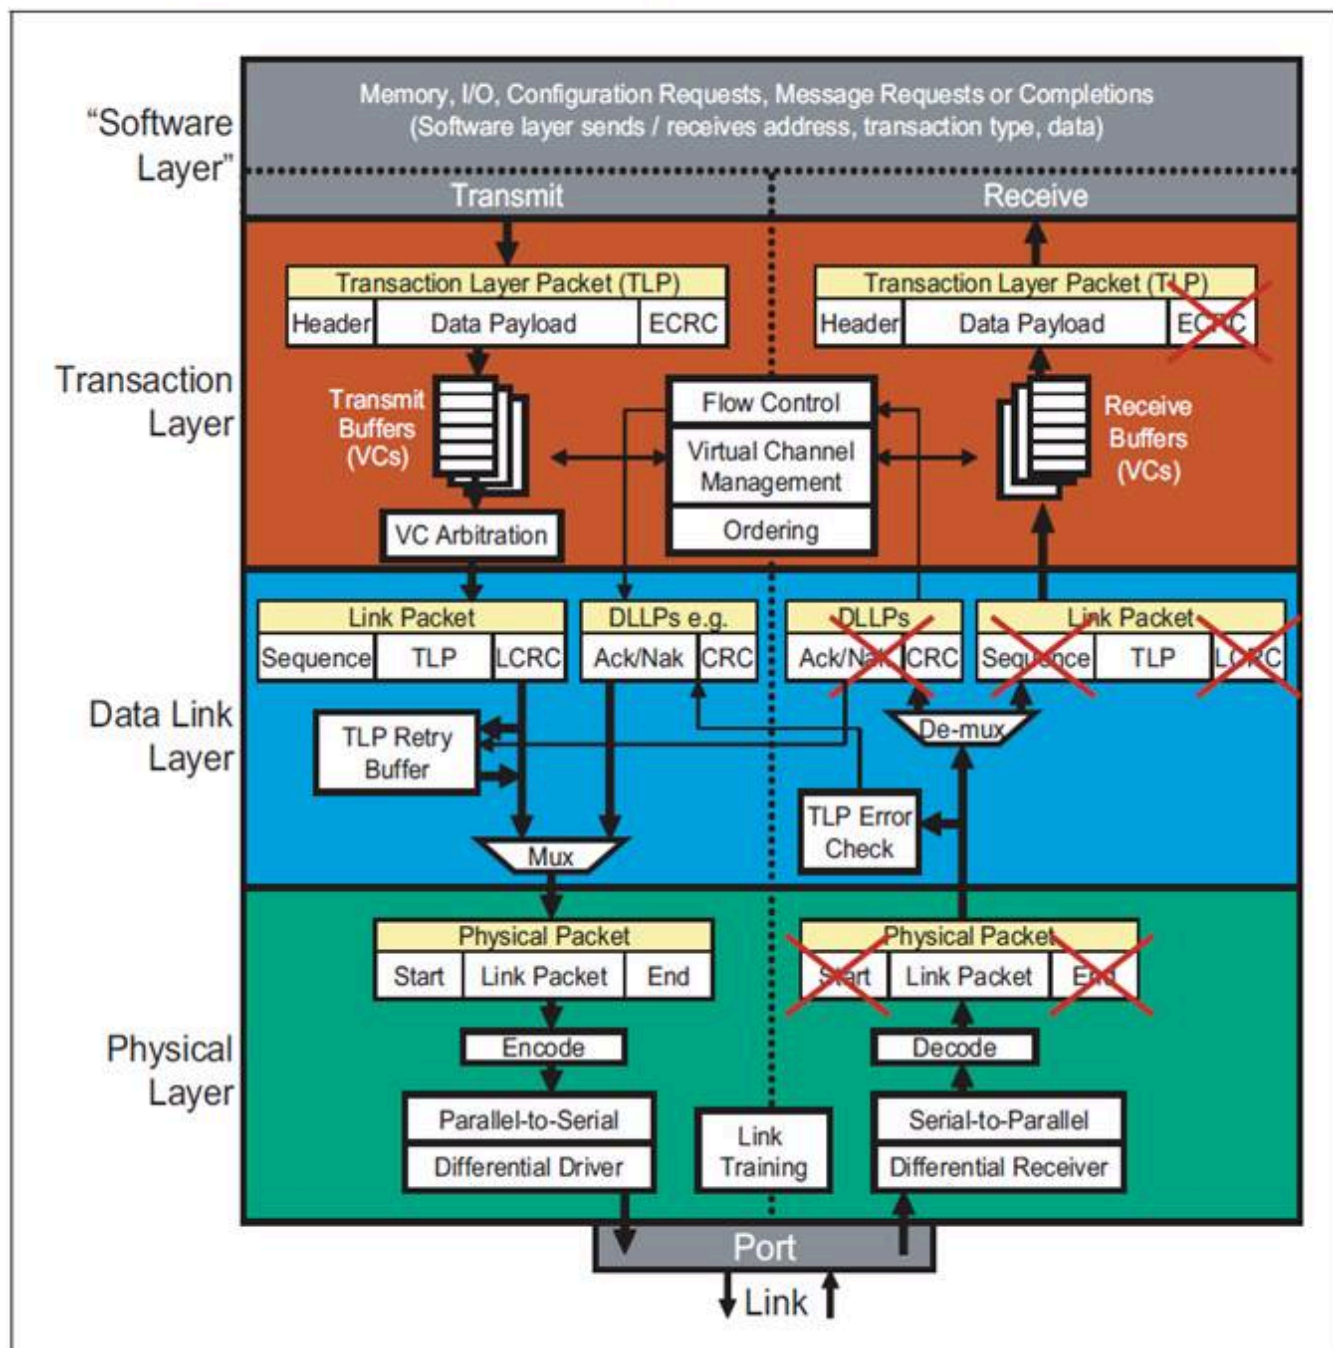 “Software
Layer”
Memory, I/O, Configuration Requests, Message Requests or Completions
(Software layer sends / receives address, transaction type, data)
Transmit
Receive
Transaction
Layer
Transaction Layer Packet (TLP)
Header
Data Payload
ECRC
Transaction Layer Packet (TLP)
Header
Data Payload
ECRC
Transmit
Buffers
(VCs)
Flow Control
Virtual Channel
Management
Ordering
Receive
Buffers
(VCs)
VC Arbitration
Data Link
Layer
Link Packet
Sequence
TLP
LCRC
DLLPs e.g.
Ack/Nak
CRC
DLLPs
Ack/Nak
CRC
Link Packet
Sequence
TLP
LCRC
TLP Retry
Buffer
De-mux
TLP Error
Check
Mux
Physical
Layer
Physical Packet
Start
Link Packet
End
Physical Packet
Start
Link Packet
End
Encode
Decode
Parallel-to-Serial
Differential Driver
Link
Training
Serial-to-Parallel
Differential Receiver
Port
Link